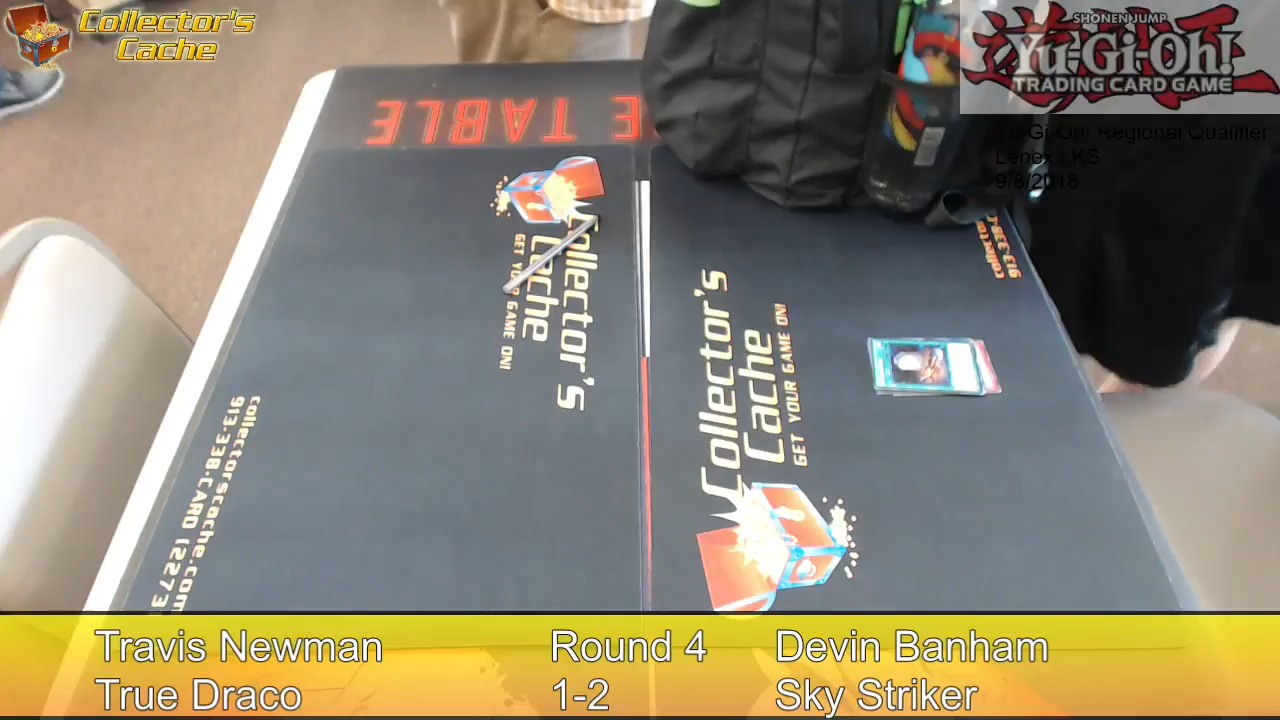 Collector's
Cache
SHONEN JUMP
Yu-Gi-Oh!
TRADING CARD GAME
Yu-Gi-Oh! Regional Qualifier
Lenexa KS
9/8/2018
E TABLE
Collector's
Cache
GET YOUR GAME ON!
collectorscache.com
913.338.CARD (2273
Collector's
Cache
GET YOUR GAME ON!
Travis Newman
Round 4
Devin Banham
True Draco
1-2
Sky Striker